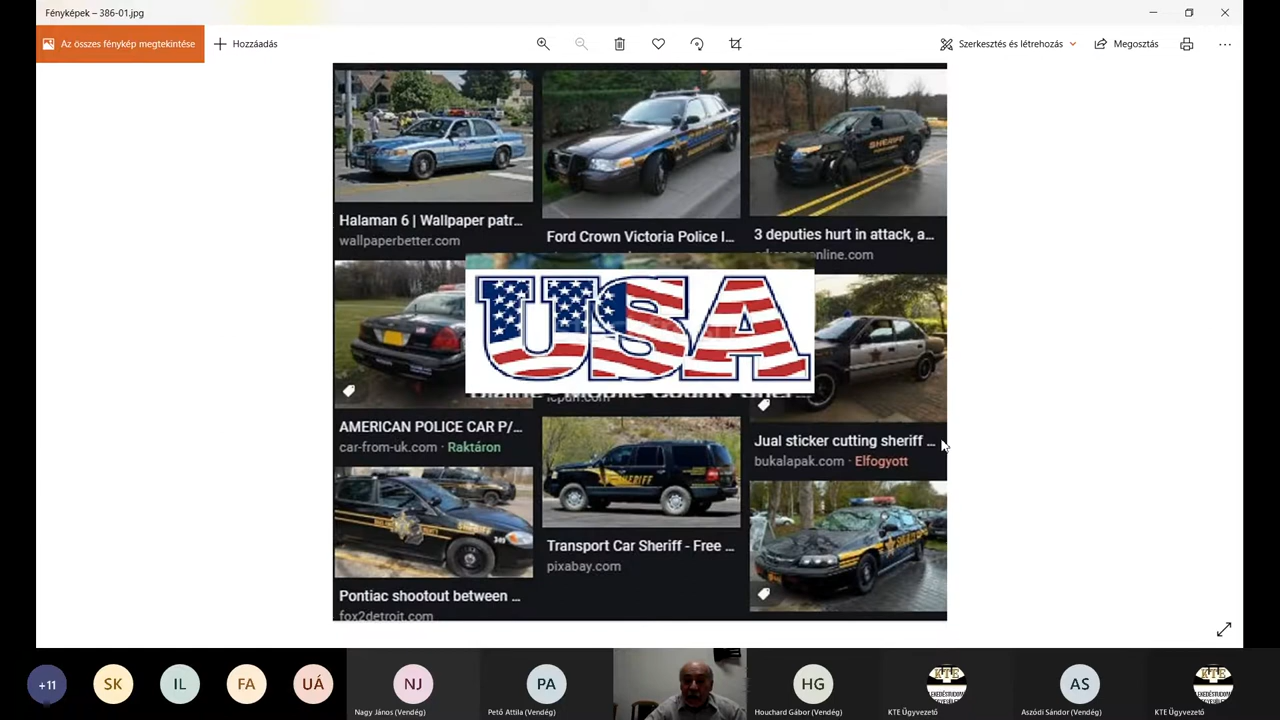 Fényképek – 386-01.jpg
Az összes fénykép megtekintése
Hozzáadás
Szerkesztés és létrehozás
Megosztás
Halaman 6 | Wallpaper patr...
wallpaperbetter.com
Ford Crown Victoria Police I...
3 deputies hurt in attack, a...
SHERIFF
USA
AMERICAN POLICE CAR P/...
car-from-uk.com · Raktáron
Jual sticker cutting sheriff ...
bukalapak.com · Elfogyott
SHERIFF
Transport Car Sheriff - Free ...
pixabay.com
Pontiac shootout between ...
fox2detroit.com
+11
SK
IL
FA
UÁ
NJ
Nagy János (Vendég)
PA
Pető Attila (Vendég)
HG
Houchard Gábor (Vendég)
KTE
KTE Ügyvezető
AS
Aszódi Sándor (Vendég)
KTE
KTE Ügyvezető